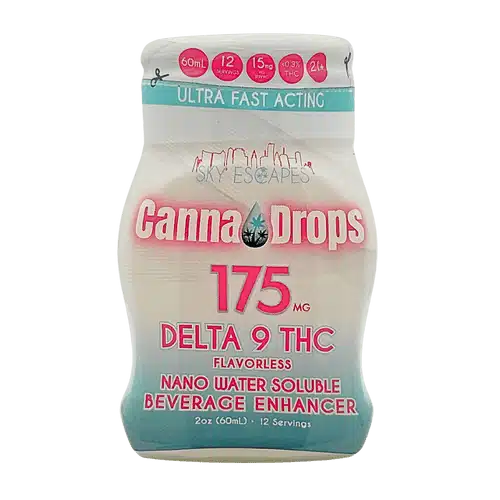 60mL 12 SERVINGS 15mg <0.3% THC 21+
ULTRA FAST ACTING
SKY ESCAPES
Canna Drops
175 MG
DELTA 9 THC
FLAVORLESS
NANO WATER SOLUBLE
BEVERAGE ENHANCER
2oz (60mL) · 12 Servings